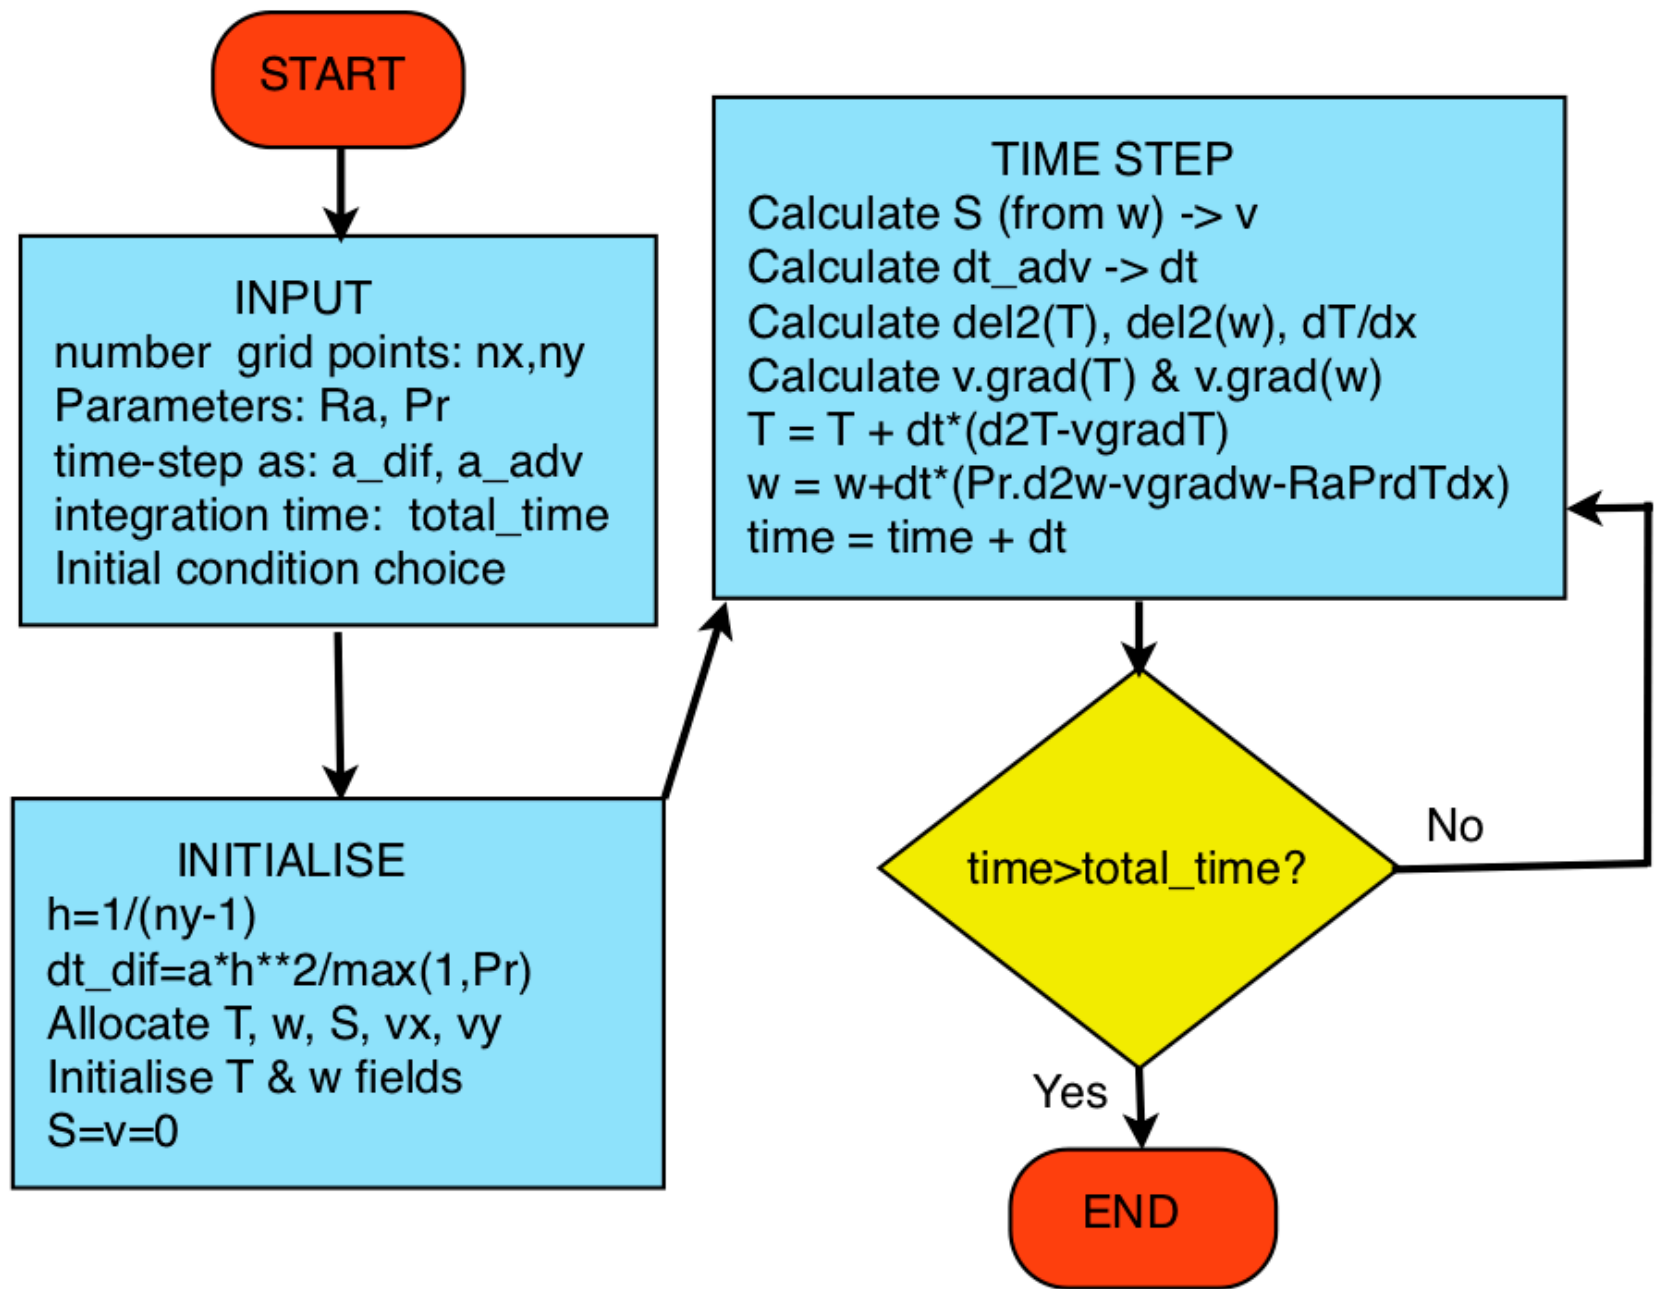 START
INPUT
number grid points: nx,ny
Parameters: Ra, Pr
time-step as: a_dif, a_adv
integration time: total_time
Initial condition choice
INITIALISE
h=1/(ny-1)
dt_dif=a*h**2/max(1,Pr)
Allocate T, w, S, vx, vy
Initialise T & w fields
S=v=0
TIME STEP
Calculate S (from w) -> v
Calculate dt_adv -> dt
Calculate del2(T), del2(w), dT/dx
Calculate v.grad(T) & v.grad(w)
T = T + dt*(d2T-vgradT)
w = w+dt*(Pr.d2w-vgradw-RaPrdTdx)
time = time + dt
time>total_time?
No
Yes
END